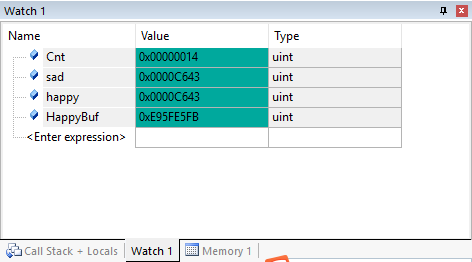 Watch 1
Name Value Type
Cnt 0x00000014 uint
sad 0x0000C643 uint
happy 0x0000C643 uint
HappyBuf 0xE95FE5FB uint
<Enter expression>
Call Stack + Locals Watch 1 Memory 1